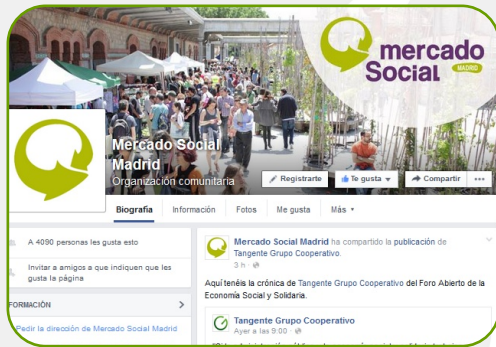 mercado
Social
MADRID
Mercado Social
Madrid
Organización comunitaria
Registrarte
Te gusta
Compartir
Biografía Información Fotos Me gusta Más
A 4090 personas les gusta esto
Invitar a amigos a que indiquen que les
gusta la página
FORMACIÓN
Pedir la dirección de Mercado Social Madrid
Mercado Social Madrid ha compartido la publicación de
Tangente Grupo Cooperativo.
3 h ·
Aquí tenéis la crónica de Tangente Grupo Cooperativo del Foro Abierto de la
Economía Social y Solidaria.
Tangente Grupo Cooperativo
Ayer a las 9:00 ·